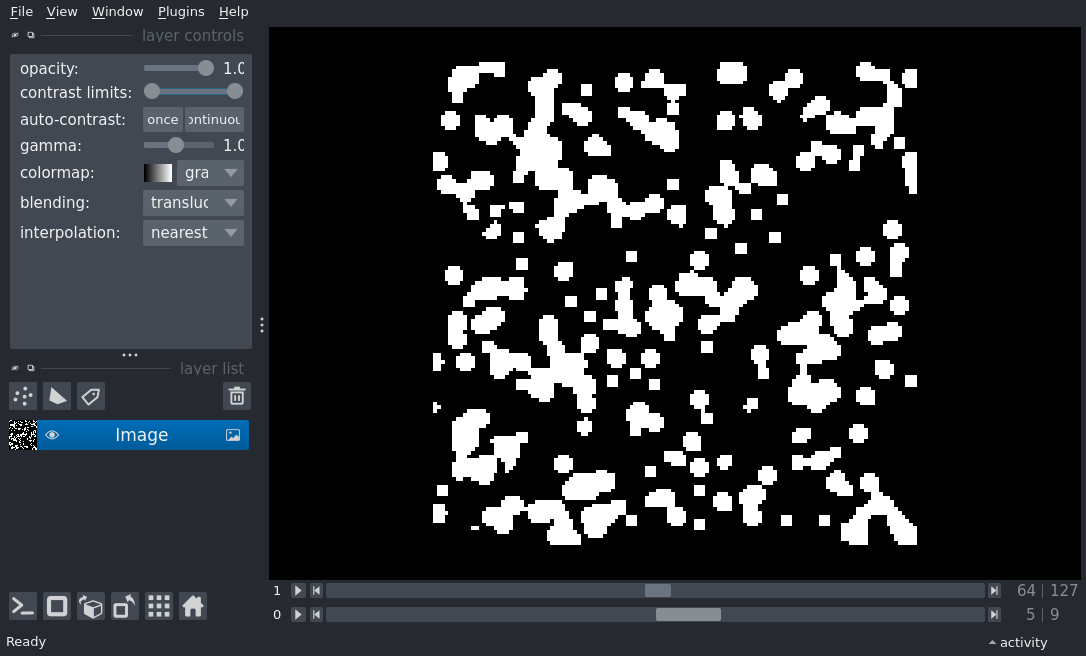 File View Window Plugins Help
layer controls
opacity: 1.0
contrast limits:
auto-contrast: once ontinuou
gamma: 1.0
colormap: gra
blending: transluc
interpolation: nearest
layer list
Image
1 64 127
0 5 9
Ready activity